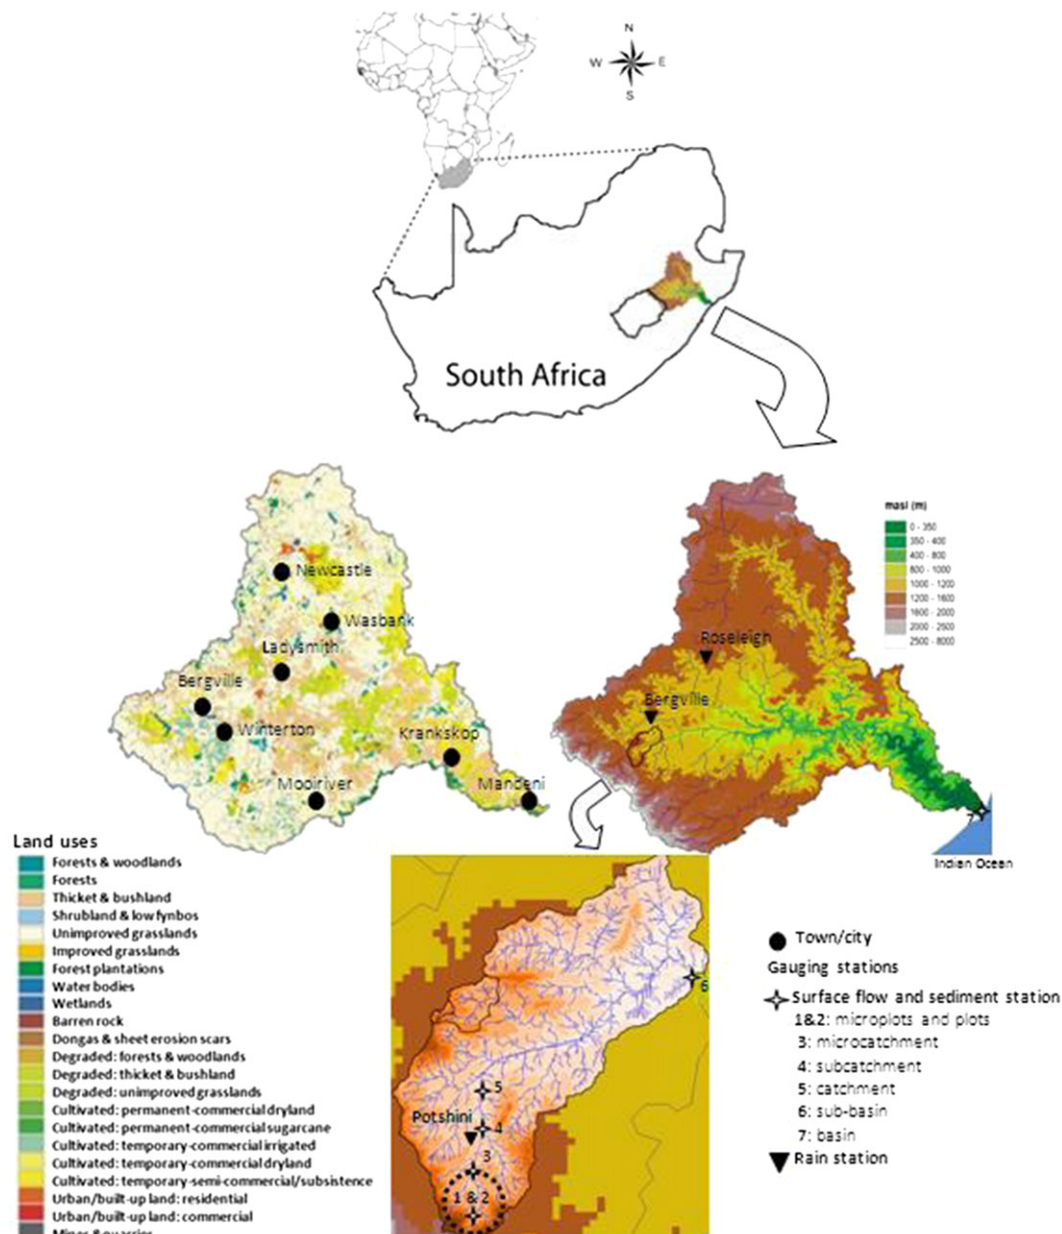 N
W E
S
South Africa
Newcastle
Wasbank
Ladysmith
Bergville
Winterton
Krankskop
Mooiriver
Mandeni
masl (m)
0 - 350
350 - 400
400 - 800
800 - 1000
1000 - 1200
1200 - 1600
1600 - 2000
2000 - 2500
2500 - 8000
Roseleigh
Bergville
7
Indian Ocean
Land uses
Forests & woodlands
Forests
Thicket & bushland
Shrubland & low fynbos
Unimproved grasslands
Improved grasslands
Forest plantations
Water bodies
Wetlands
Barren rock
Dongas & sheet erosion scars
Degraded: forests & woodlands
Degraded: thicket & bushland
Degraded: unimproved grasslands
Cultivated: permanent-commercial dryland
Cultivated: permanent-commercial sugarcane
Cultivated: temporary-commercial irrigated
Cultivated: temporary-commercial dryland
Cultivated: temporary-semi-commercial/subsistence
Urban/built-up land: residential
Urban/built-up land: commercial
Mines & quarries
6
5
Potshini
4
3
1 & 2
Town/city
Gauging stations
Surface flow and sediment station
1&2: microplots and plots
3: microcatchment
4: subcatchment
5: catchment
6: sub-basin
7: basin
Rain station